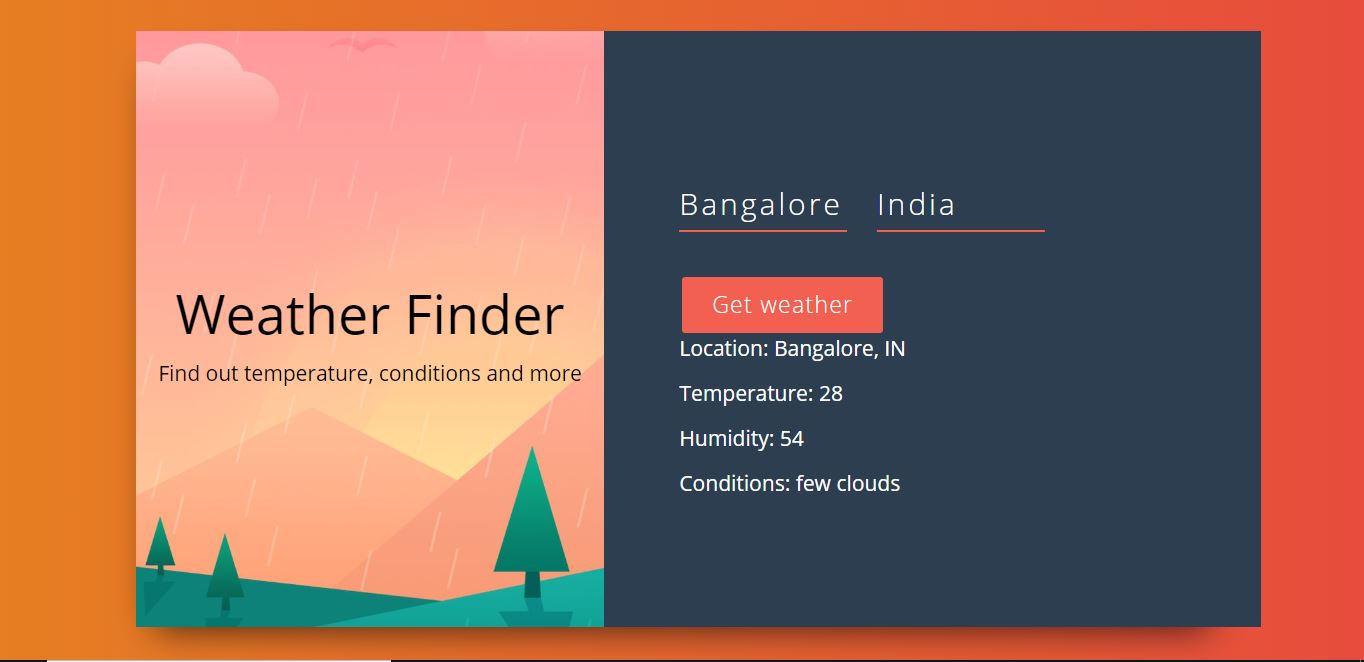 Weather Finder
Find out temperature, conditions and more
Bangalore India
Get weather
Location: Bangalore, IN
Temperature: 28
Humidity: 54
Conditions: few clouds